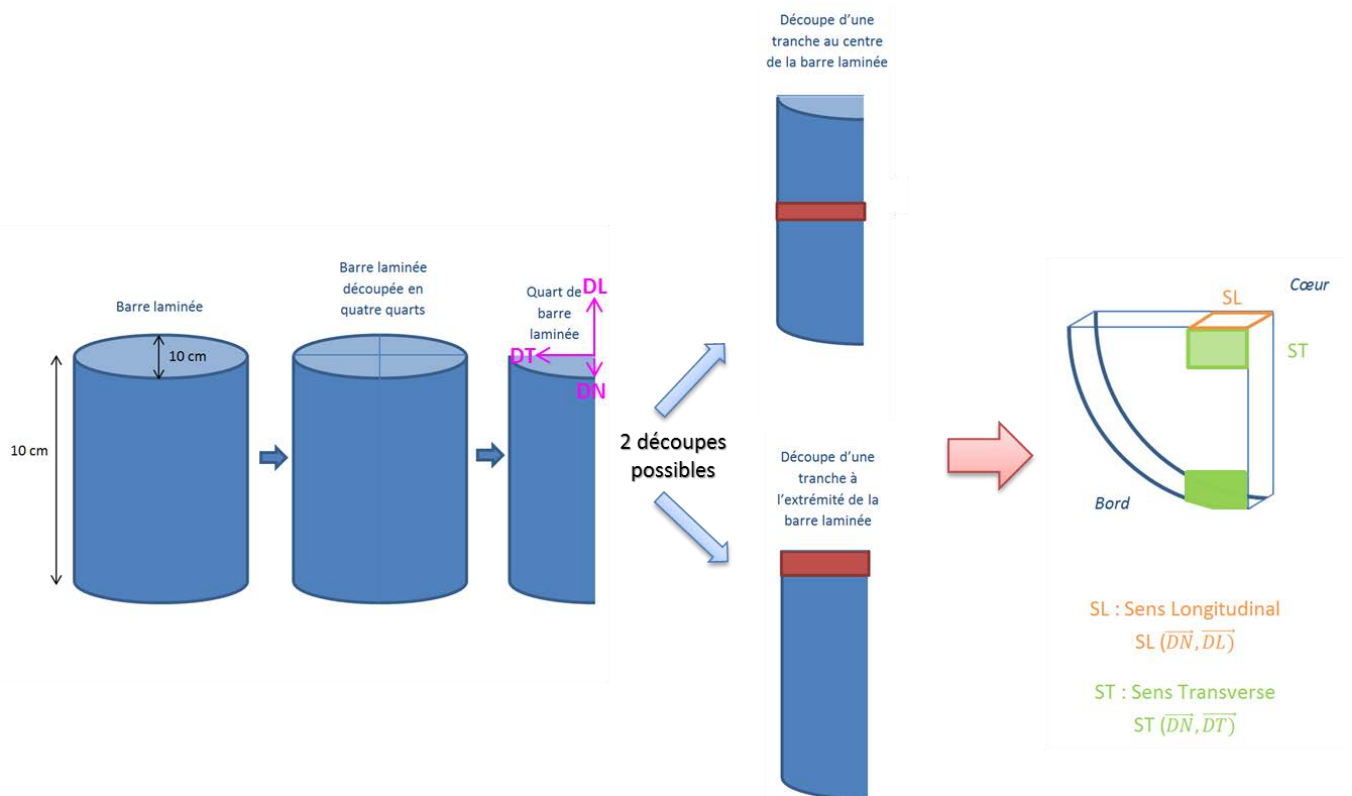 Barre laminée
10 cm
10 cm
Barre laminée
découpée en
quatre quarts
Quart de
barre
laminée
DL
DT
DN
2 découpes
possibles
Découpe d’une
tranche au centre
de la barre laminée
Découpe d’une
tranche à
l’extrémité de la
barre laminée
SL
Cœur
ST
Bord
SL : Sens Longitudinal
SL (DN, DL)
ST : Sens Transverse
ST (DN, DT)